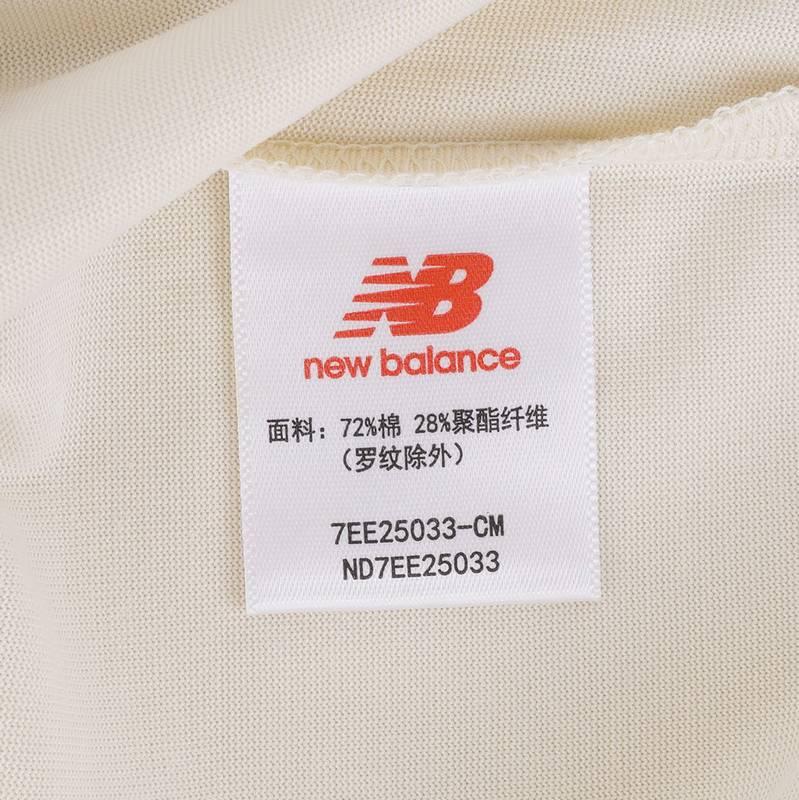 NB
new balance
面料：72%棉 28%聚酯纤维
（罗纹除外）
7EE25033-CM
ND7EE25033